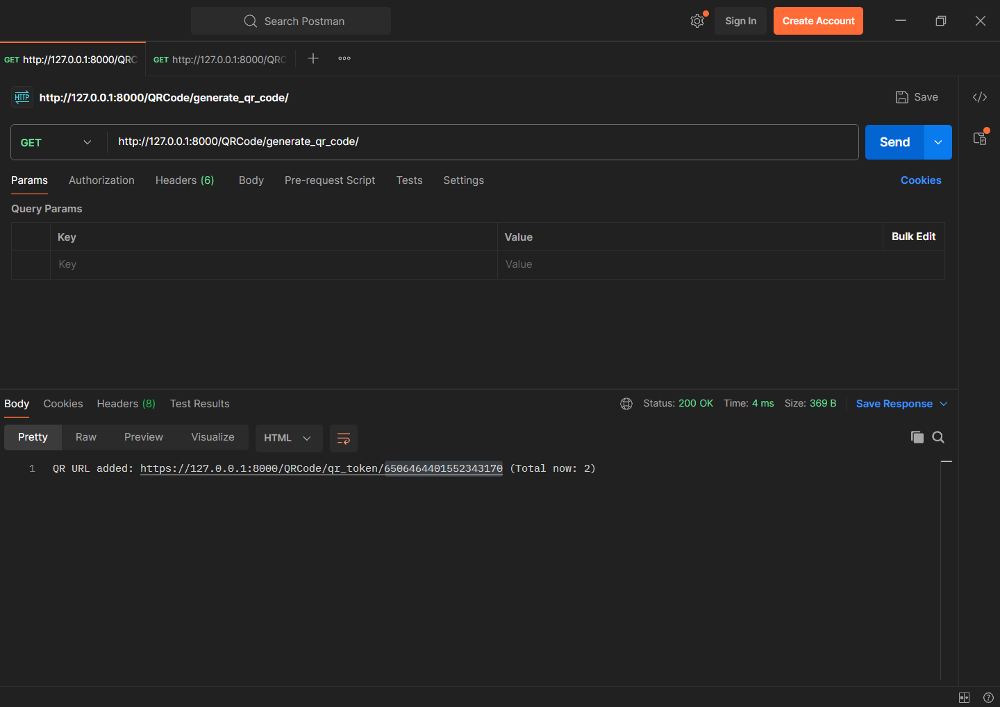 Search Postman
Sign In
Create Account
GET http://127.0.0.1:8000/QRC
GET http://127.0.0.1:8000/QRC
HTTP http://127.0.0.1:8000/QRCode/generate_qr_code/
Save
GET
http://127.0.0.1:8000/QRCode/generate_qr_code/
Send
Params
Authorization
Headers (6)
Body
Pre-request Script
Tests
Settings
Cookies
Query Params
Key
Value
Bulk Edit
Key
Value
Body
Cookies
Headers (8)
Test Results
Status: 200 OK
Time: 4 ms
Size: 369 B
Save Response
Pretty
Raw
Preview
Visualize
HTML
1 QR URL added: https://127.0.0.1:8000/QRCode/qr_token/6506464401552343170 (Total now: 2)